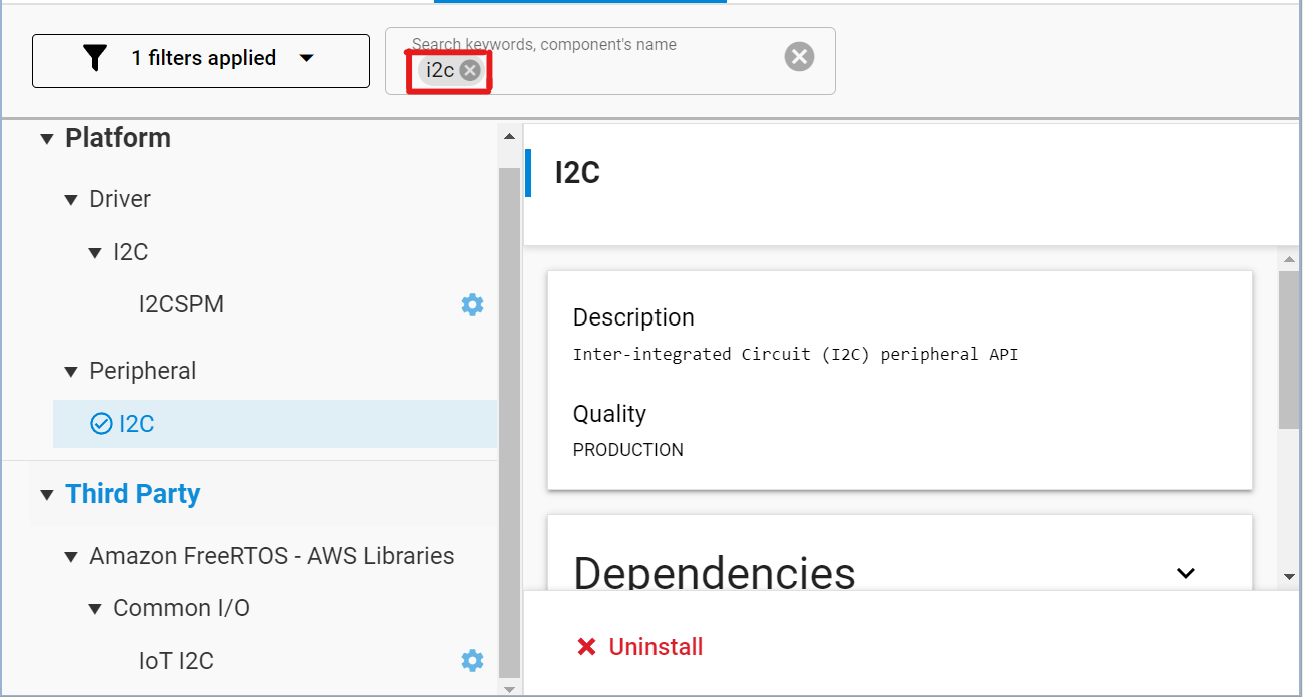 1 filters applied
Search keywords, component's name
i2c
Platform
Driver
I2C
I2CSPM
Peripheral
I2C
Third Party
Amazon FreeRTOS - AWS Libraries
Common I/O
IoT I2C
I2C
Description
Inter-integrated Circuit (I2C) peripheral API
Quality
PRODUCTION
Dependencies
Uninstall